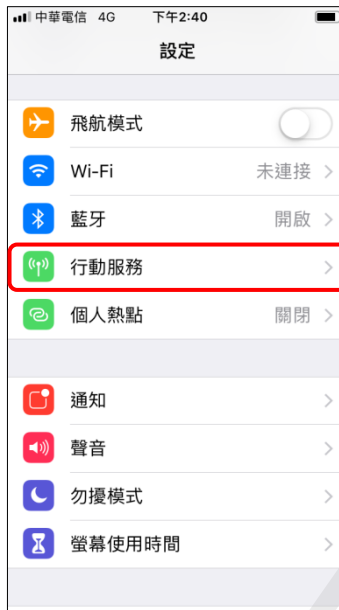 中華電信 4G 下午2:40
設定
飛航模式
Wi-Fi 未連接
藍牙 開啟
行動服務
個人熱點 關閉
通知
聲音
勿擾模式
螢幕使用時間